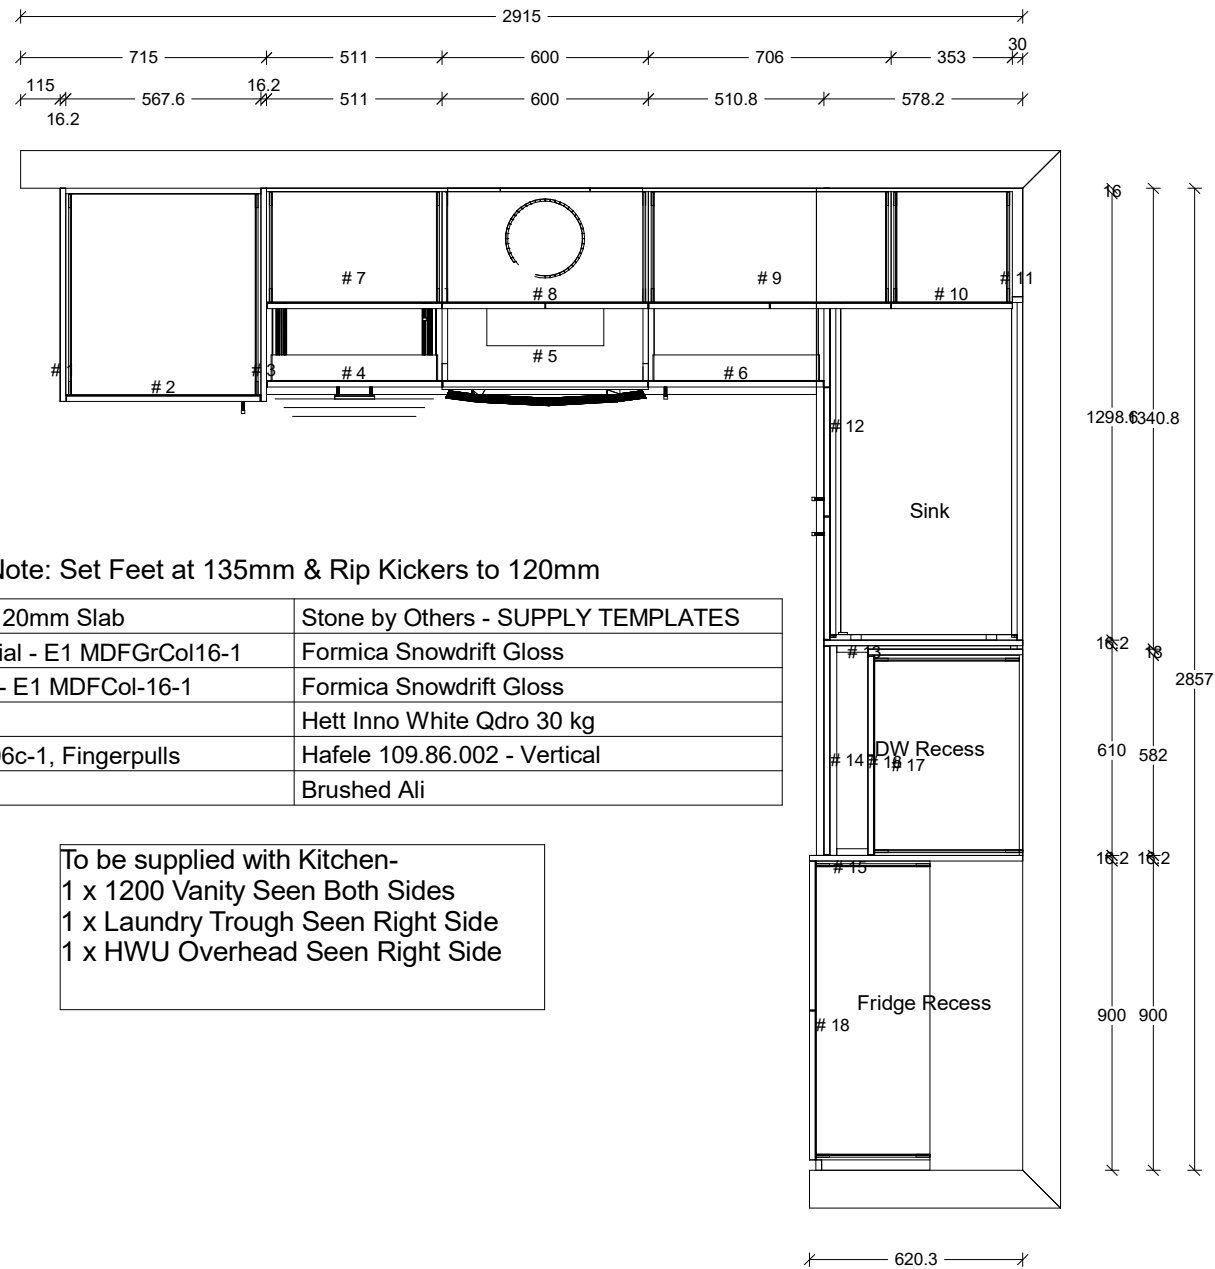 2915
715 511 600 706 353 30
115 16.2 567.6 16.2 511 600 510.8 578.2
16
# 7 # 8 # 9 # 10 # 11
# # 2 # 3 # 4 # 5 # 6
# 12
1298.6 1340.8
Sink
Note: Set Feet at 135mm & Rip Kickers to 120mm
20mm Slab Stone by Others - SUPPLY TEMPLATES
ial - E1 MDFGrCol16-1 Formica Snowdrift Gloss
- E1 MDFCol-16-1 Formica Snowdrift Gloss
Hett Inno White Qdro 30 kg
96c-1, Fingerpulls Hafele 109.86.002 - Vertical
Brushed Ali
# 13 16.2 18
2857
DW Recess
# 14 # 16 # 17 610 582
# 15 16.2 16.2
To be supplied with Kitchen-
1 x 1200 Vanity Seen Both Sides
1 x Laundry Trough Seen Right Side
1 x HWU Overhead Seen Right Side
Fridge Recess
# 18 900 900
620.3